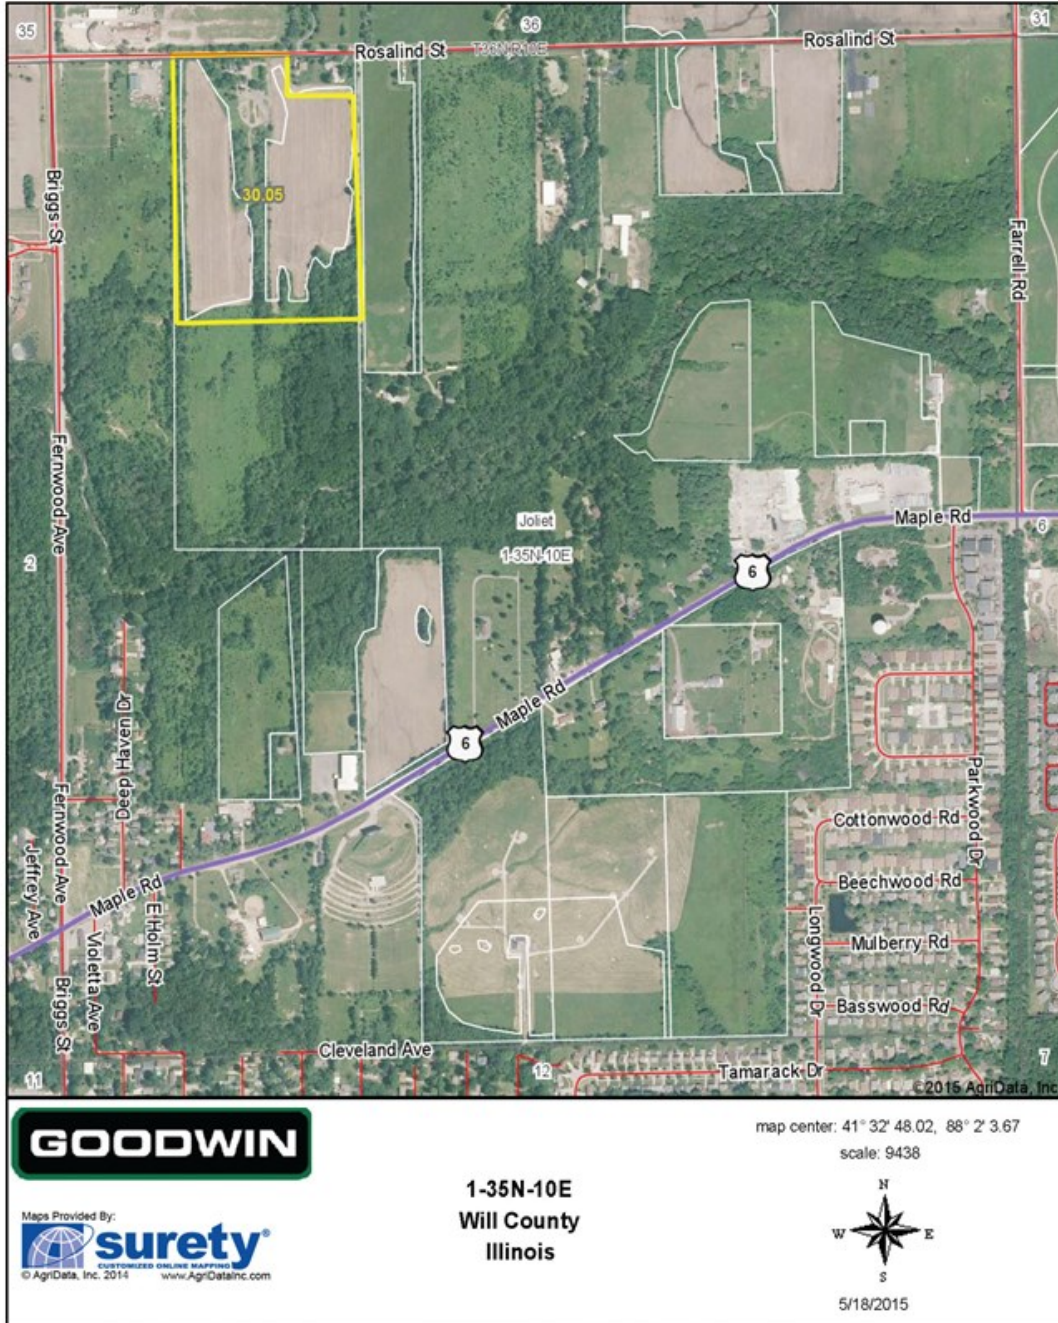 35
36
31
Rosalind St
T36N R10E
Rosalind St
Briggs St
30.05
Farrell Rd
Fernwood Ave
Joliet
1-35N-10E
2
6
Maple Rd
6
Maple Rd
6
Deep Haven Dr
Fernwood Ave
Jeffrey Ave
Maple Rd
E Holm St
Violetta Ave
Briggs St
Parkwood Dr
Cottonwood Rd
Beechwood Rd
Longwood Dr
Mulberry Rd
Basswood Rd
Cleveland Ave
Tamarack Dr
11
12
7
©2015 AgriData, Inc
GOODWIN
map center: 41° 32' 48.02, 88° 2' 3.67
scale: 9438
1-35N-10E
Will County
Illinois
Maps Provided By:
surety®
CUSTOMIZED ONLINE MAPPING
© AgriData, Inc. 2014 www.AgriDataInc.com
N
W E
S
5/18/2015